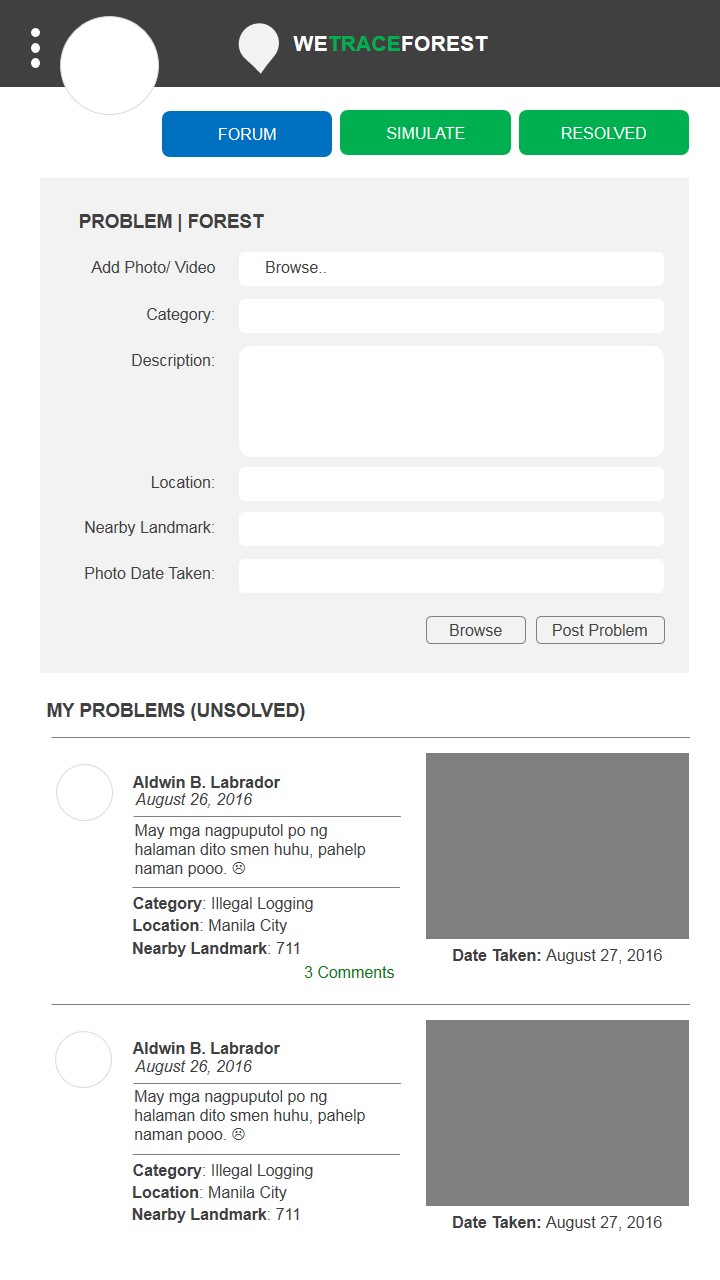 WETRACEFOREST
FORUM
SIMULATE
RESOLVED
PROBLEM | FOREST
Add Photo/ Video
Browse..
Category:
Description:
Location:
Nearby Landmark:
Photo Date Taken:
Browse
Post Problem
MY PROBLEMS (UNSOLVED)
Aldwin B. Labrador
August 26, 2016
May mga nagpuputol po ng
halaman dito smen huhu, pahelp
naman pooo. ☹
Category: Illegal Logging
Location: Manila City
Nearby Landmark: 711
3 Comments
Date Taken: August 27, 2016
Aldwin B. Labrador
August 26, 2016
May mga nagpuputol po ng
halaman dito smen huhu, pahelp
naman pooo. ☹
Category: Illegal Logging
Location: Manila City
Nearby Landmark: 711
Date Taken: August 27, 2016